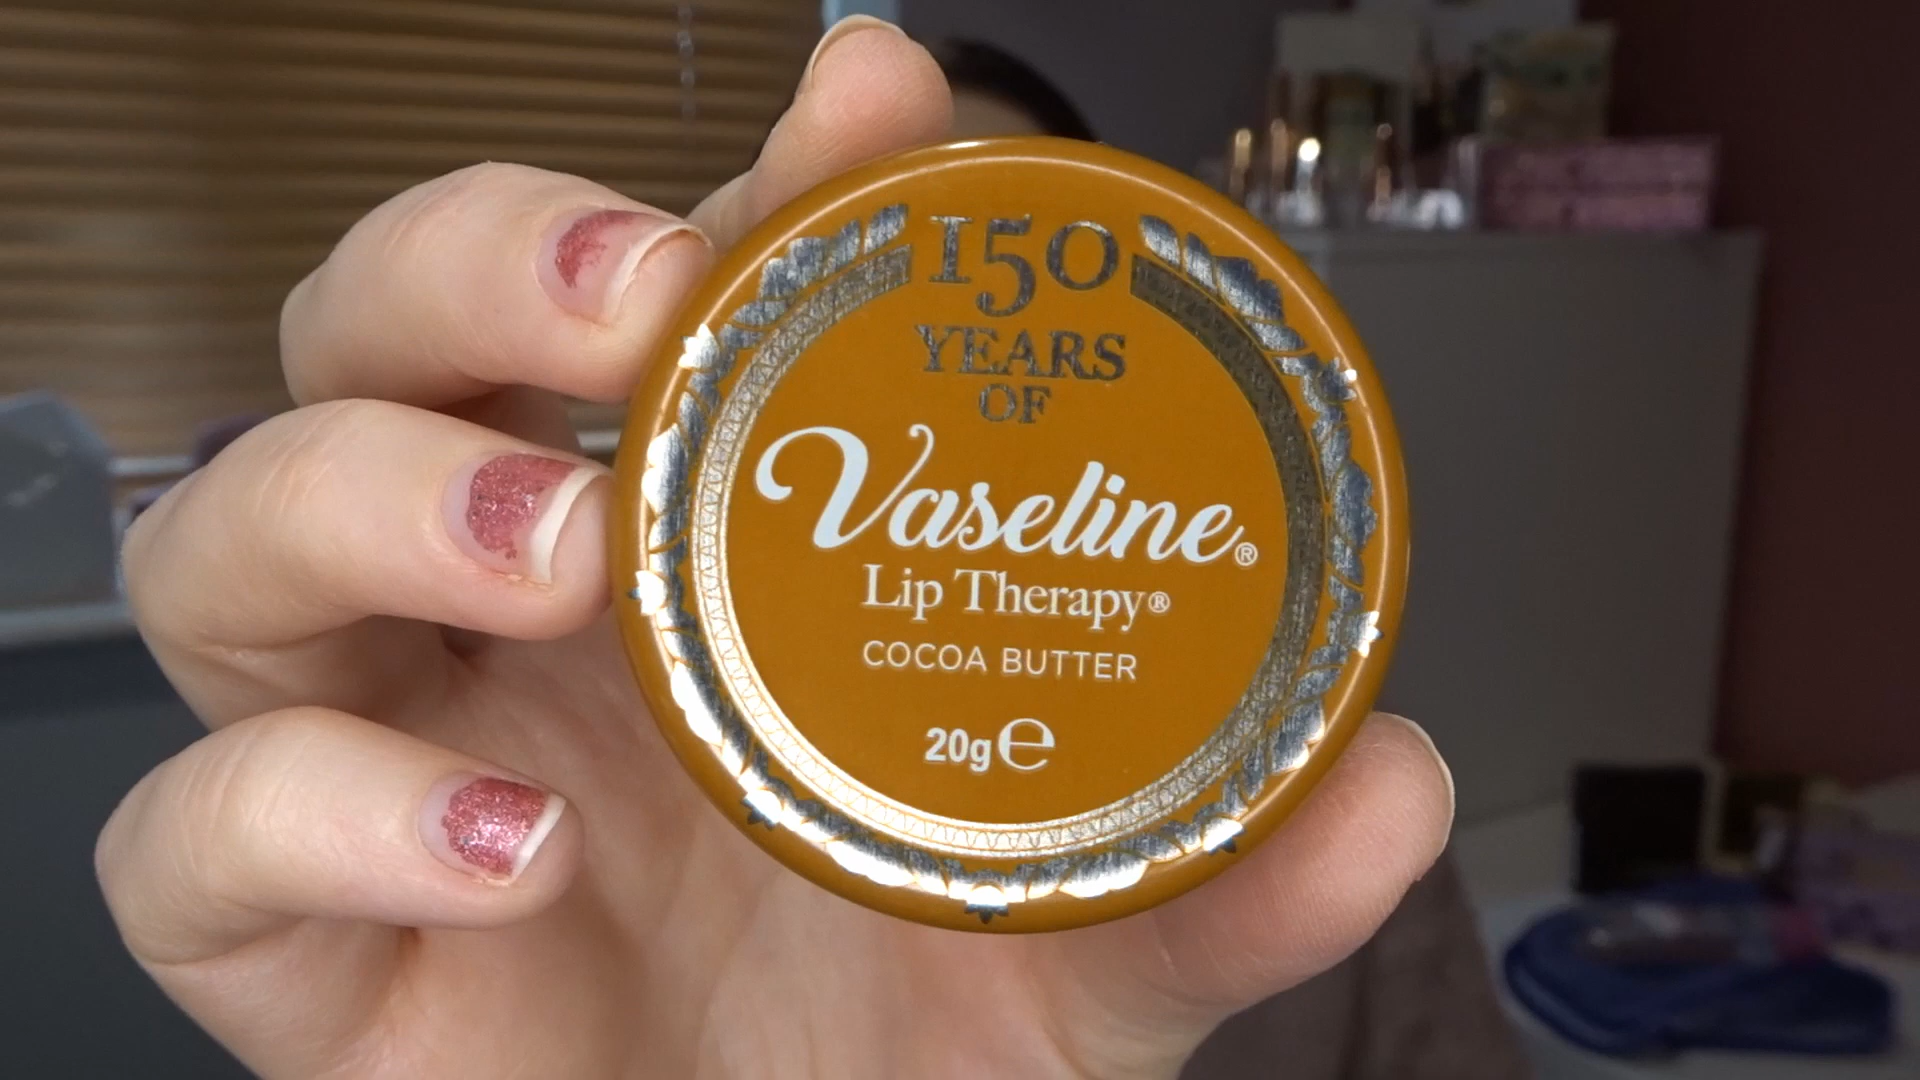 150
YEARS
OF
Vaseline®
Lip Therapy®
COCOA BUTTER
20g ℮